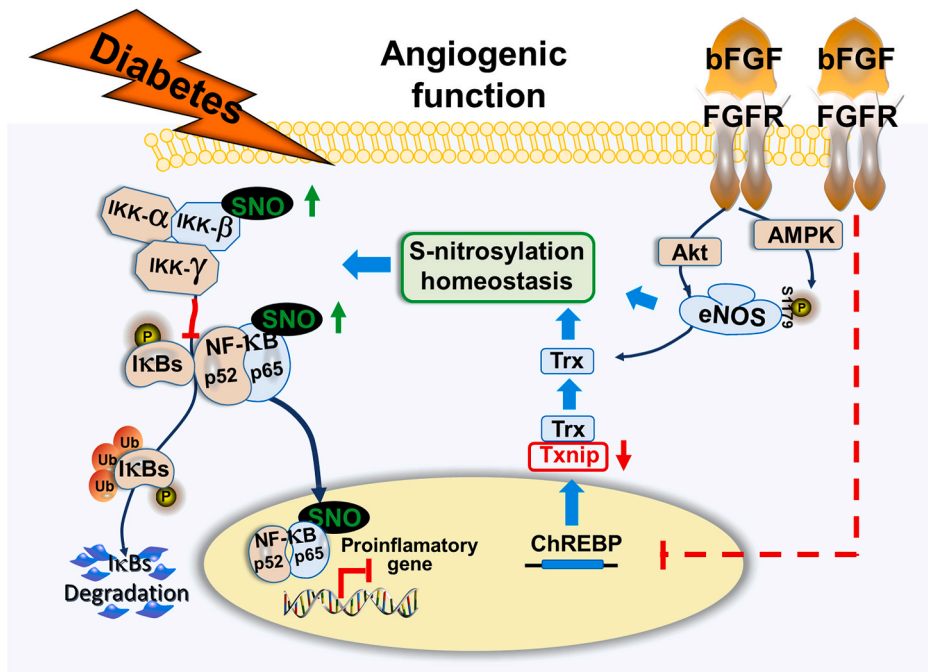 Diabetes
Angiogenic
function
bFGF
bFGF
FGFR
FGFR
IKK-α
IKK-β
SNO
IKK-γ
S-nitrosylation
homeostasis
Akt
AMPK
eNOS
S1179
P
SNO
P
IκBs
NF-κB
p52
p65
Trx
Trx
Txnip
Ub
Ub
Ub
IκBs
P
SNO
NF-κB
p52
p65
Proinflamatory
gene
ChREBP
IκBs
Degradation